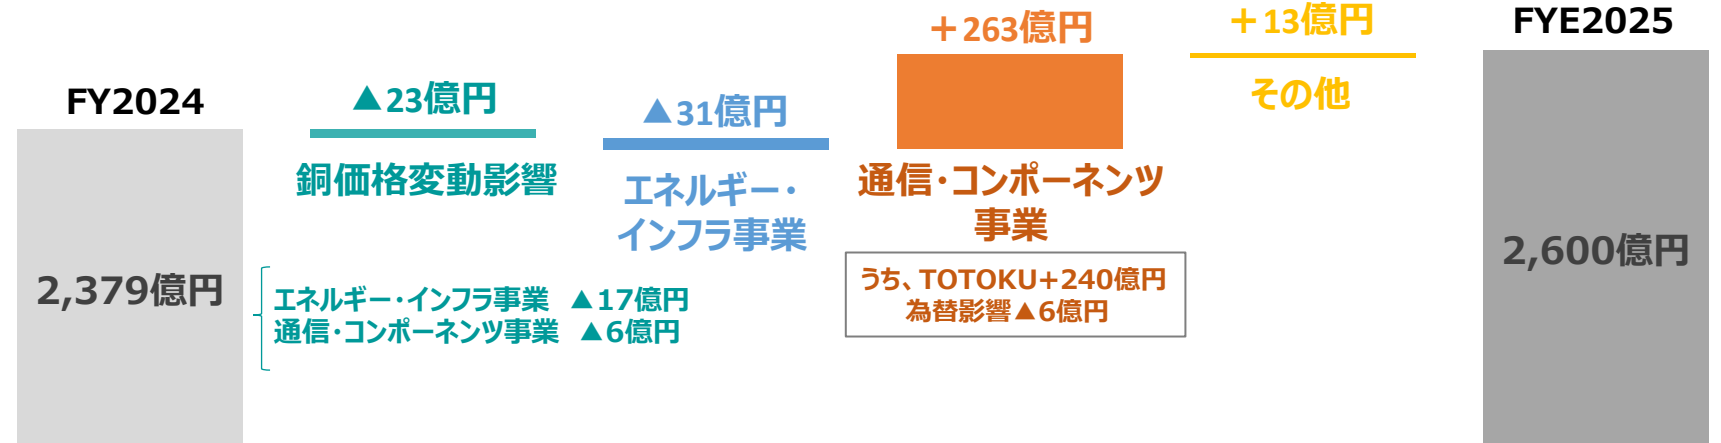 FY2024
2,379億円
▲23億円
銅価格変動影響
エネルギー・インフラ事業 ▲17億円
通信・コンポーネンツ事業 ▲6億円
▲31億円
エネルギー・
インフラ事業
＋263億円
通信・コンポーネンツ
事業
うち、TOTOKU+240億円
為替影響▲6億円
＋13億円
その他
FYE2025
2,600億円